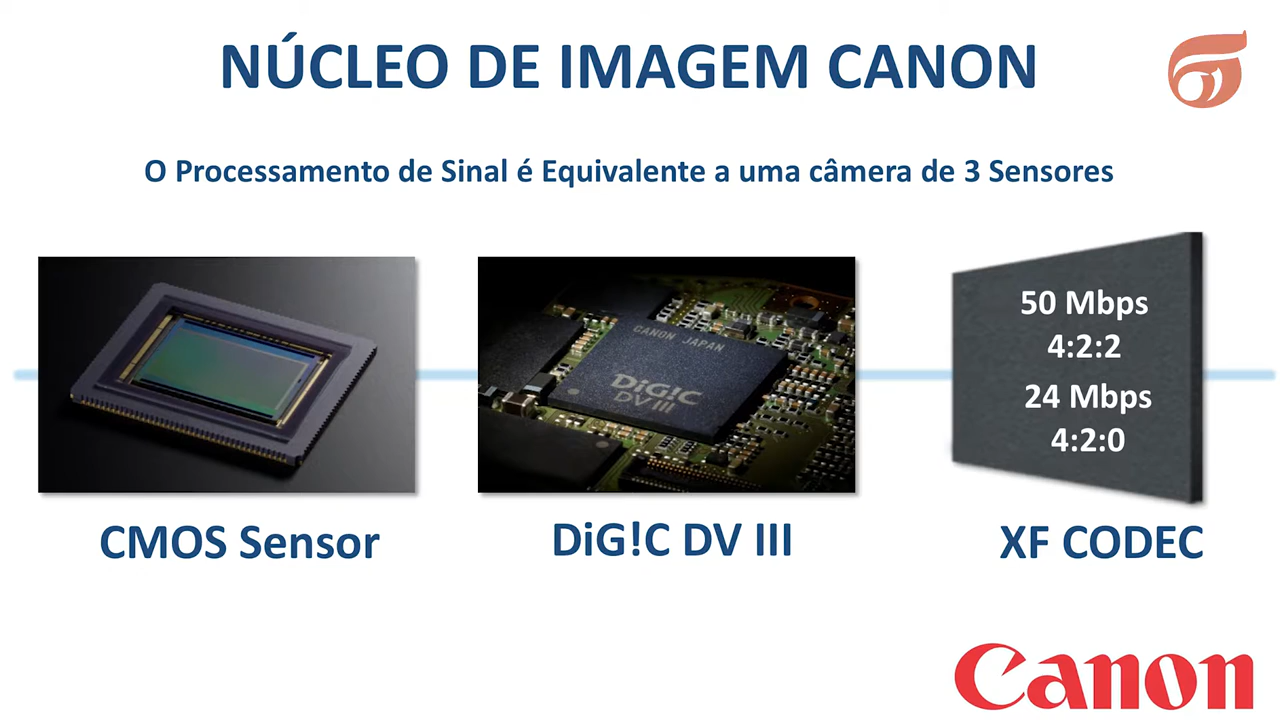 NÚCLEO DE IMAGEM CANON
O Processamento de Sinal é Equivalente a uma câmera de 3 Sensores
CANON JAPAN
DiG!C
DV III
50 Mbps
4:2:2
24 Mbps
4:2:0
CMOS Sensor
DiG!C DV III
XF CODEC
Canon